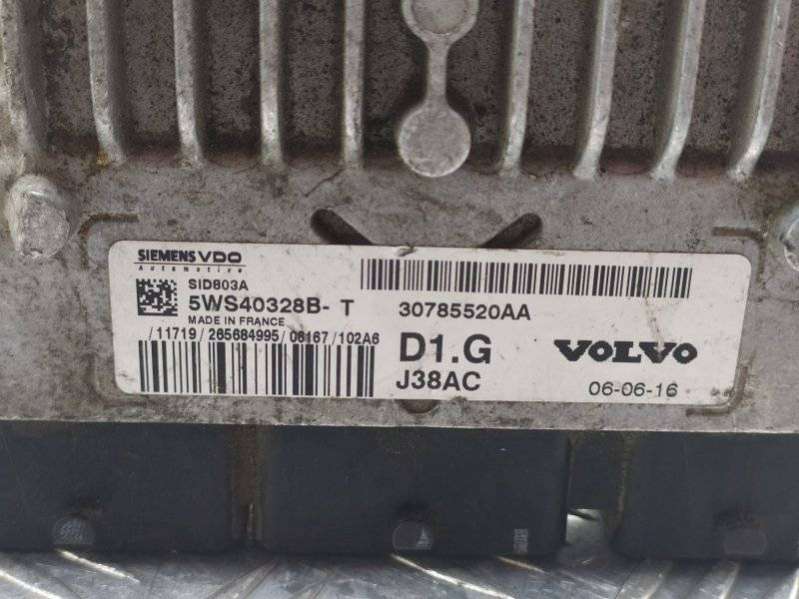 SIEMENS VDO
Automotive
SID803A
5WS40328B- T
MADE IN FRANCE
/11719/265684995/06167/102A6
30785520AA
D1.G
VOLVO
J38AC
06-06-16